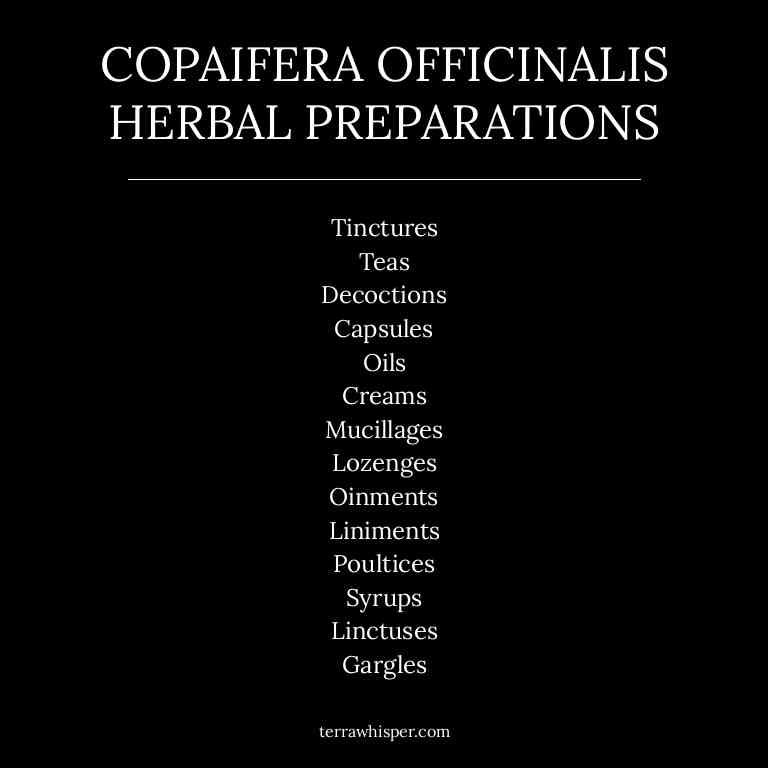 COPAIFERA OFFICINALIS
HERBAL PREPARATIONS
Tinctures
Teas
Decoctions
Capsules
Oils
Creams
Mucillages
Lozenges
Oinments
Liniments
Poultices
Syrups
Linctuses
Gargles
terrawhisper.com